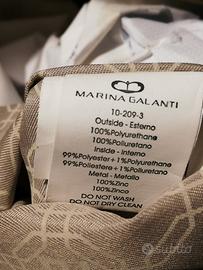 MARINA GALANTI
10-209-3
Outside - Esterno
100%Polyurethane
100%Poliuretano
Inside - Interno
99%Polyester+1%Polyurethane
99%Poliestere+1%Poliuretano
Metal - Metallo
100%Zinc
100%Zinco
DO NOT WASH
DO NOT DRY CLEAN
subito